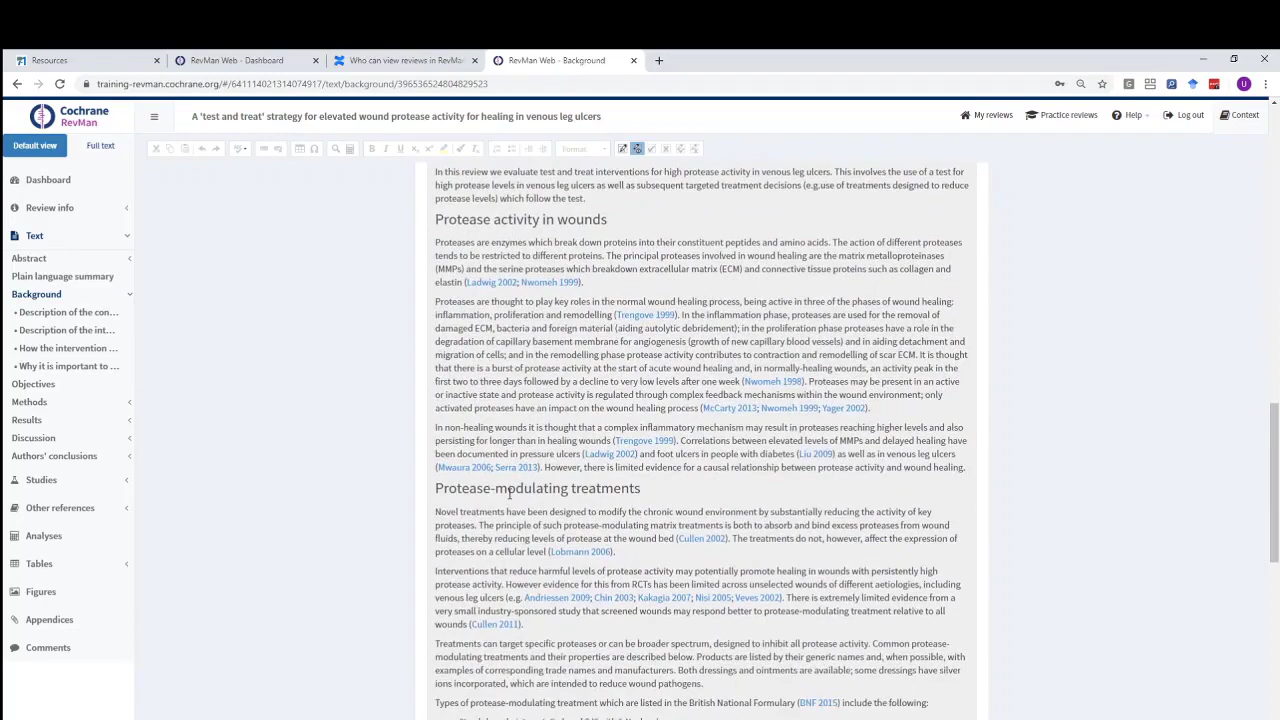 Resources
RevMan Web - Dashboard
Who can view reviews in RevMan
RevMan Web - Background
training-revman.cochrane.org/#/641114021314074917/text/background/396536524804829523
U
Cochrane
RevMan
A 'test and treat' strategy for elevated wound protease activity for healing in venous leg ulcers
My reviews
Practice reviews
Help
Log out
Context
Default view
Full text
Format
Dashboard
Review info
Text
Abstract
Plain language summary
Background
• Description of the con...
• Description of the int...
• How the intervention ...
• Why it is important to ...
Objectives
Methods
Results
Discussion
Authors' conclusions
Studies
Other references
Analyses
Tables
Figures
Appendices
Comments
In this review we evaluate test and treat interventions for high protease activity in venous leg ulcers. This involves the use of a test for
high protease levels in venous leg ulcers as well as subsequent targeted treatment decisions (e.g.use of treatments designed to reduce
protease levels) which follow the test.
Protease activity in wounds
Proteases are enzymes which break down proteins into their constituent peptides and amino acids. The action of different proteases
tends to be restricted to different proteins. The principal proteases involved in wound healing are the matrix metalloproteinases
(MMPs) and the serine proteases which breakdown extracellular matrix (ECM) and connective tissue proteins such as collagen and
elastin (Ladwig 2002; Nwomeh 1999).
Proteases are thought to play key roles in the normal wound healing process, being active in three of the phases of wound healing:
inflammation, proliferation and remodelling (Trengove 1999). In the inflammation phase, proteases are used for the removal of
damaged ECM, bacteria and foreign material (aiding autolytic debridement); in the proliferation phase proteases have a role in the
degradation of capillary basement membrane for angiogenesis (growth of new capillary blood vessels) and in aiding detachment and
migration of cells; and in the remodelling phase protease activity contributes to contraction and remodelling of scar ECM. It is thought
that there is a burst of protease activity at the start of acute wound healing and, in normally-healing wounds, an activity peak in the
first two to three days followed by a decline to very low levels after one week (Nwomeh 1998). Proteases may be present in an active
or inactive state and protease activity is regulated through complex feedback mechanisms within the wound environment; only
activated proteases have an impact on the wound healing process (McCarty 2013; Nwomeh 1999; Yager 2002).
In non-healing wounds it is thought that a complex inflammatory mechanism may result in proteases reaching higher levels and also
persisting for longer than in healing wounds (Trengove 1999). Correlations between elevated levels of MMPs and delayed healing have
been documented in pressure ulcers (Ladwig 2002) and foot ulcers in people with diabetes (Liu 2009) as well as in venous leg ulcers
(Mwaura 2006; Serra 2013). However, there is limited evidence for a causal relationship between protease activity and wound healing.
Protease-modulating treatments
Novel treatments have been designed to modify the chronic wound environment by substantially reducing the activity of key
proteases. The principle of such protease-modulating matrix treatments is both to absorb and bind excess proteases from wound
fluids, thereby reducing levels of protease at the wound bed (Cullen 2002). The treatments do not, however, affect the expression of
proteases on a cellular level (Lobmann 2006).
Interventions that reduce harmful levels of protease activity may potentially promote healing in wounds with persistently high
protease activity. However evidence for this from RCTs has been limited across unselected wounds of different aetiologies, including
venous leg ulcers (e.g. Andriessen 2009; Chin 2003; Kakagia 2007; Nisi 2005; Veves 2002). There is extremely limited evidence from a
very small industry-sponsored study that screened wounds may respond better to protease-modulating treatment relative to all
wounds (Cullen 2011).
Treatments can target specific proteases or can be broader spectrum, designed to inhibit all protease activity. Common protease-
modulating treatments and their properties are described below. Products are listed by their generic names and, when possible, with
examples of corresponding trade names and manufacturers. Both dressings and ointments are available; some dressings have silver
ions incorporated, which are intended to reduce wound pathogens.
Types of protease-modulating treatment which are listed in the British National Formulary (BNF 2015) include the following: